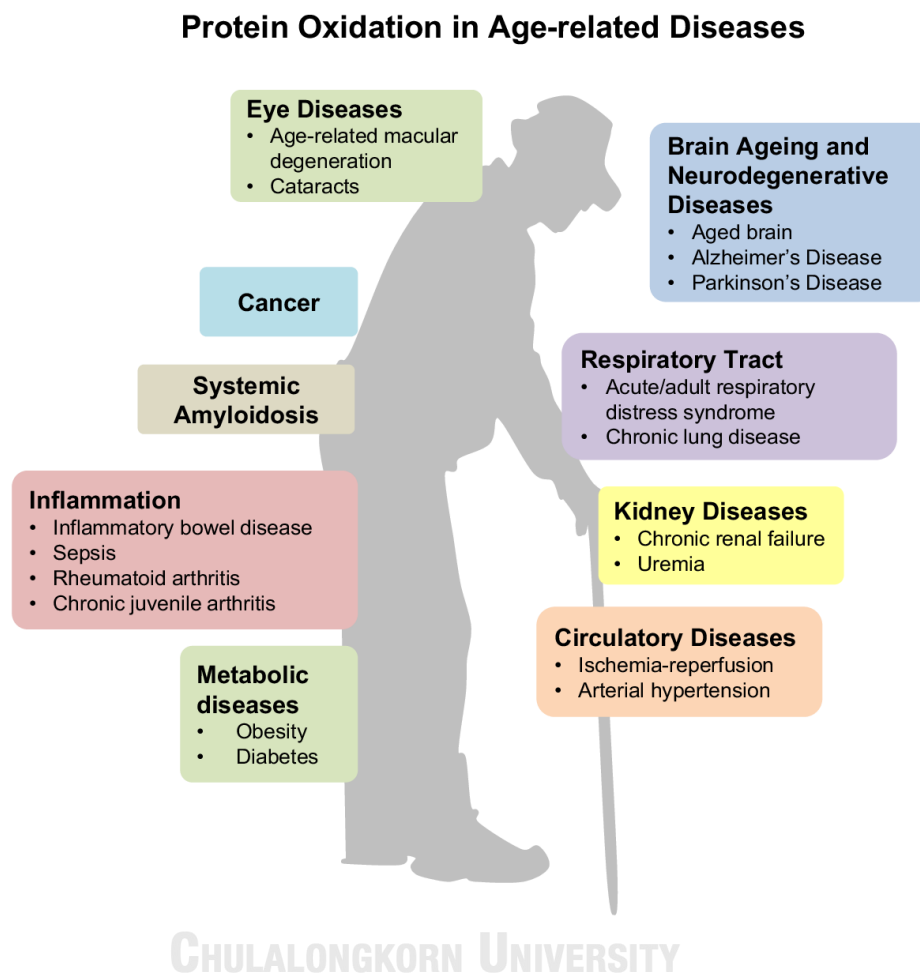 Protein Oxidation in Age-related Diseases
Eye Diseases
• Age-related macular
degeneration
• Cataracts
Brain Ageing and
Neurodegenerative
Diseases
• Aged brain
• Alzheimer’s Disease
• Parkinson’s Disease
Cancer
Respiratory Tract
• Acute/adult respiratory
distress syndrome
• Chronic lung disease
Systemic
Amyloidosis
Inflammation
• Inflammatory bowel disease
• Sepsis
• Rheumatoid arthritis
• Chronic juvenile arthritis
Kidney Diseases
• Chronic renal failure
• Uremia
Circulatory Diseases
• Ischemia-reperfusion
• Arterial hypertension
Metabolic
diseases
• Obesity
• Diabetes
CHULALONGKORN UNIVERSITY